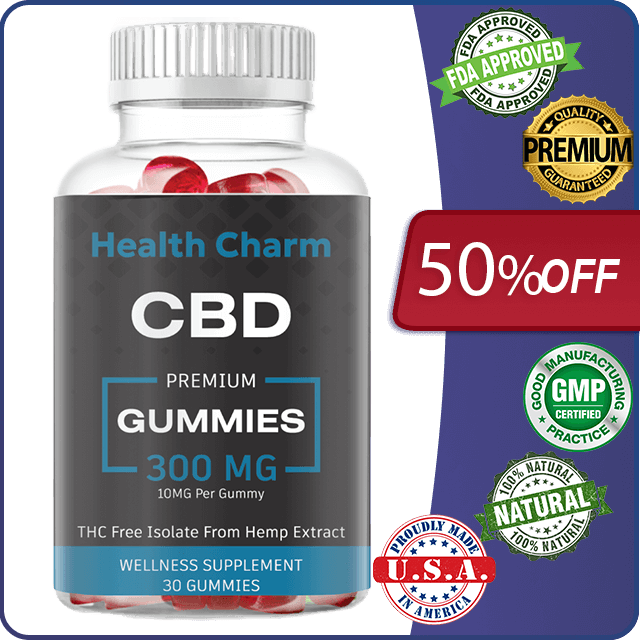 Health Charm
CBD
PREMIUM
GUMMIES
300 MG
10MG Per Gummy
THC Free Isolate From Hemp Extract
WELLNESS SUPPLEMENT
30 GUMMIES
FDA APPROVED
FDA APPROVED
FDA APPROVED
QUALITY
PREMIUM
GUARANTEED
50%OFF
GOOD MANUFACTURING
GMP
CERTIFIED
PRACTICE
100% NATURAL
NATURAL
100% NATURAL
PROUDLY MADE
U.S.A.
IN AMERICA